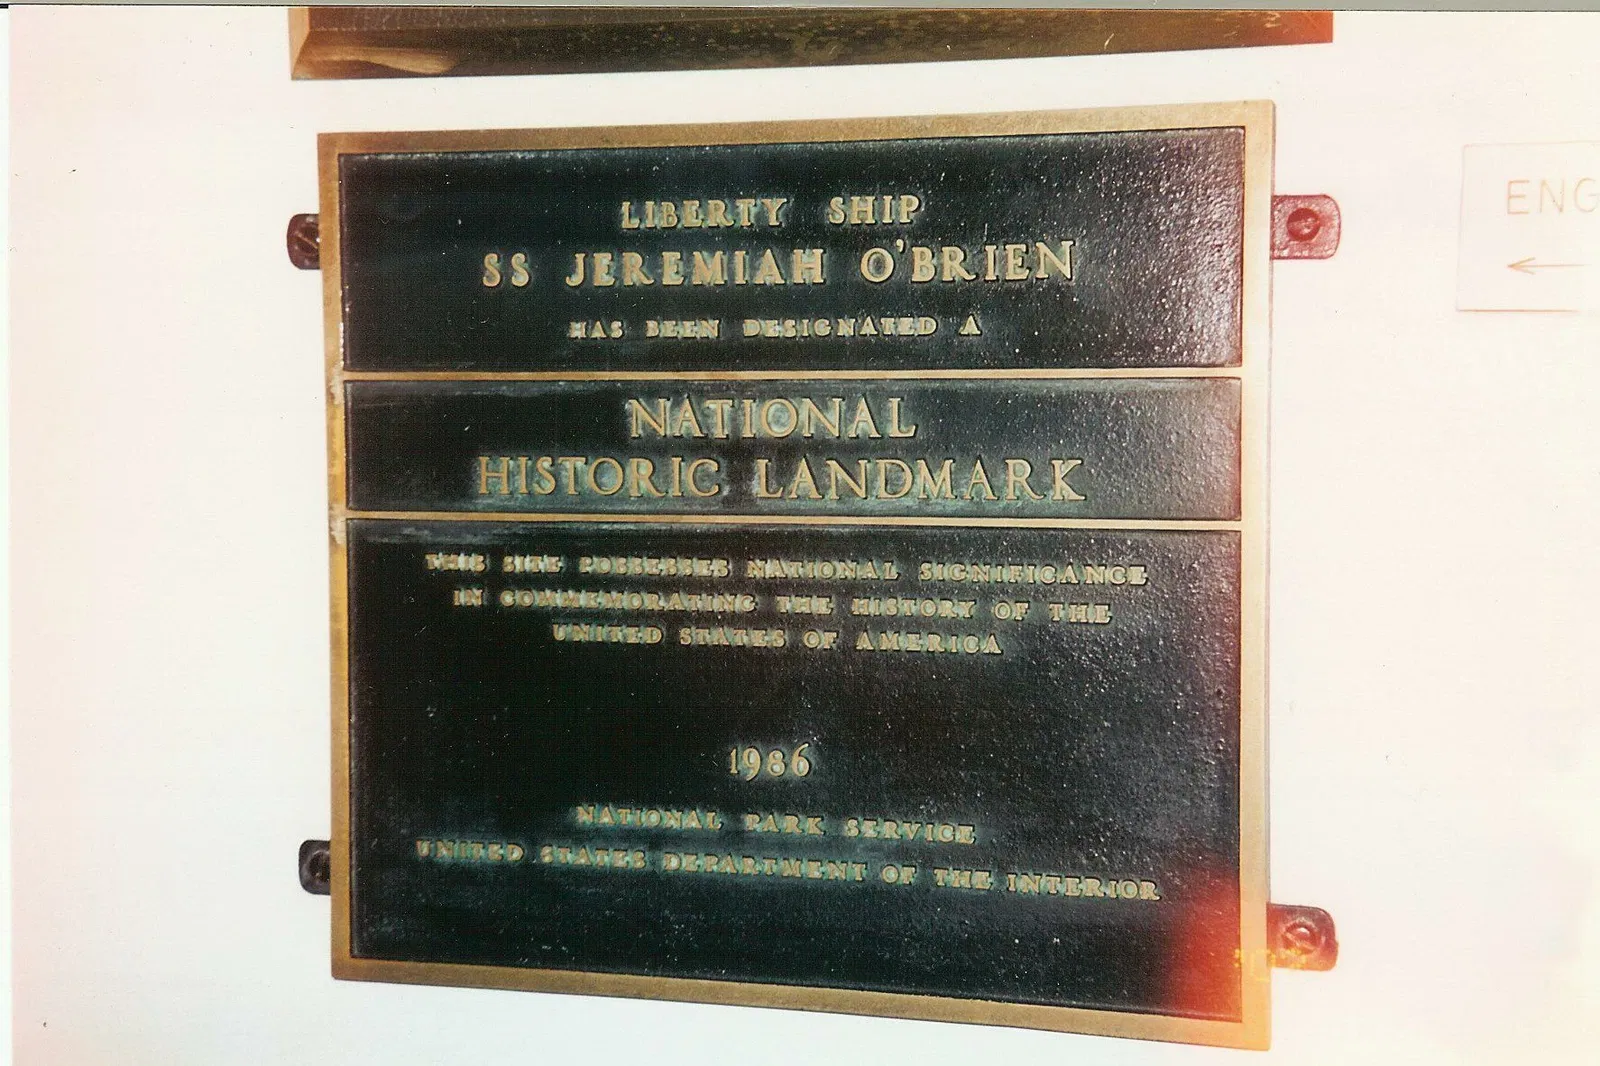 LIBERTY SHIP
SS JEREMIAH O'BRIEN
HAS BEEN DESIGNATED A
NATIONAL
HISTORIC LANDMARK
THIS SITE POSSESSES NATIONAL SIGNIFICANCE
IN COMMEMORATING THE HISTORY OF THE
UNITED STATES OF AMERICA
1986
NATIONAL PARK SERVICE
UNITED STATES DEPARTMENT OF THE INTERIOR
ENG